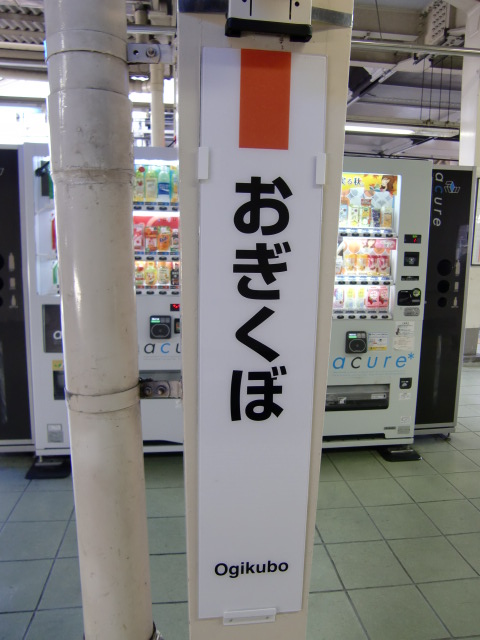 おぎくぼ
Ogikubo
acure
acure*
acure